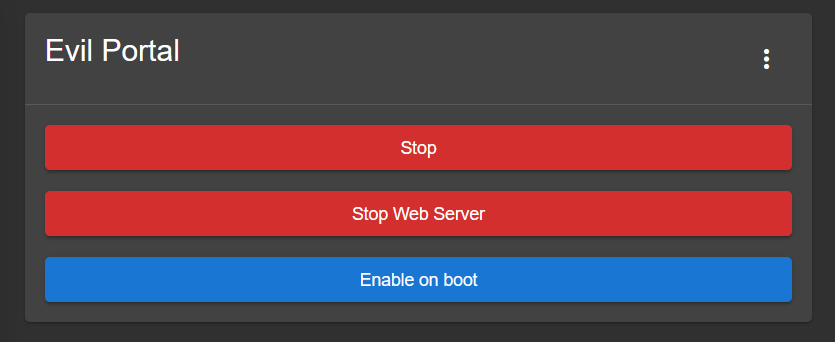 Evil Portal
Stop
Stop Web Server
Enable on boot